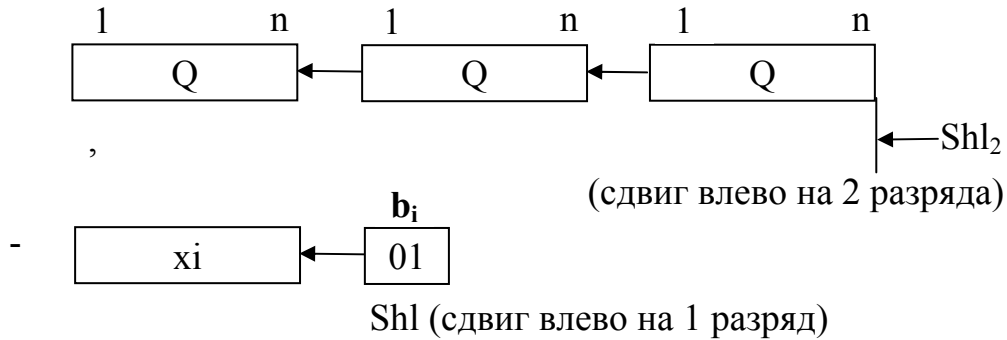 1 n 1 n 1 n
Q Q Q
, Shl₂
(сдвиг влево на 2 разряда)
bᵢ
- xi 01
Shl (сдвиг влево на 1 разряд)